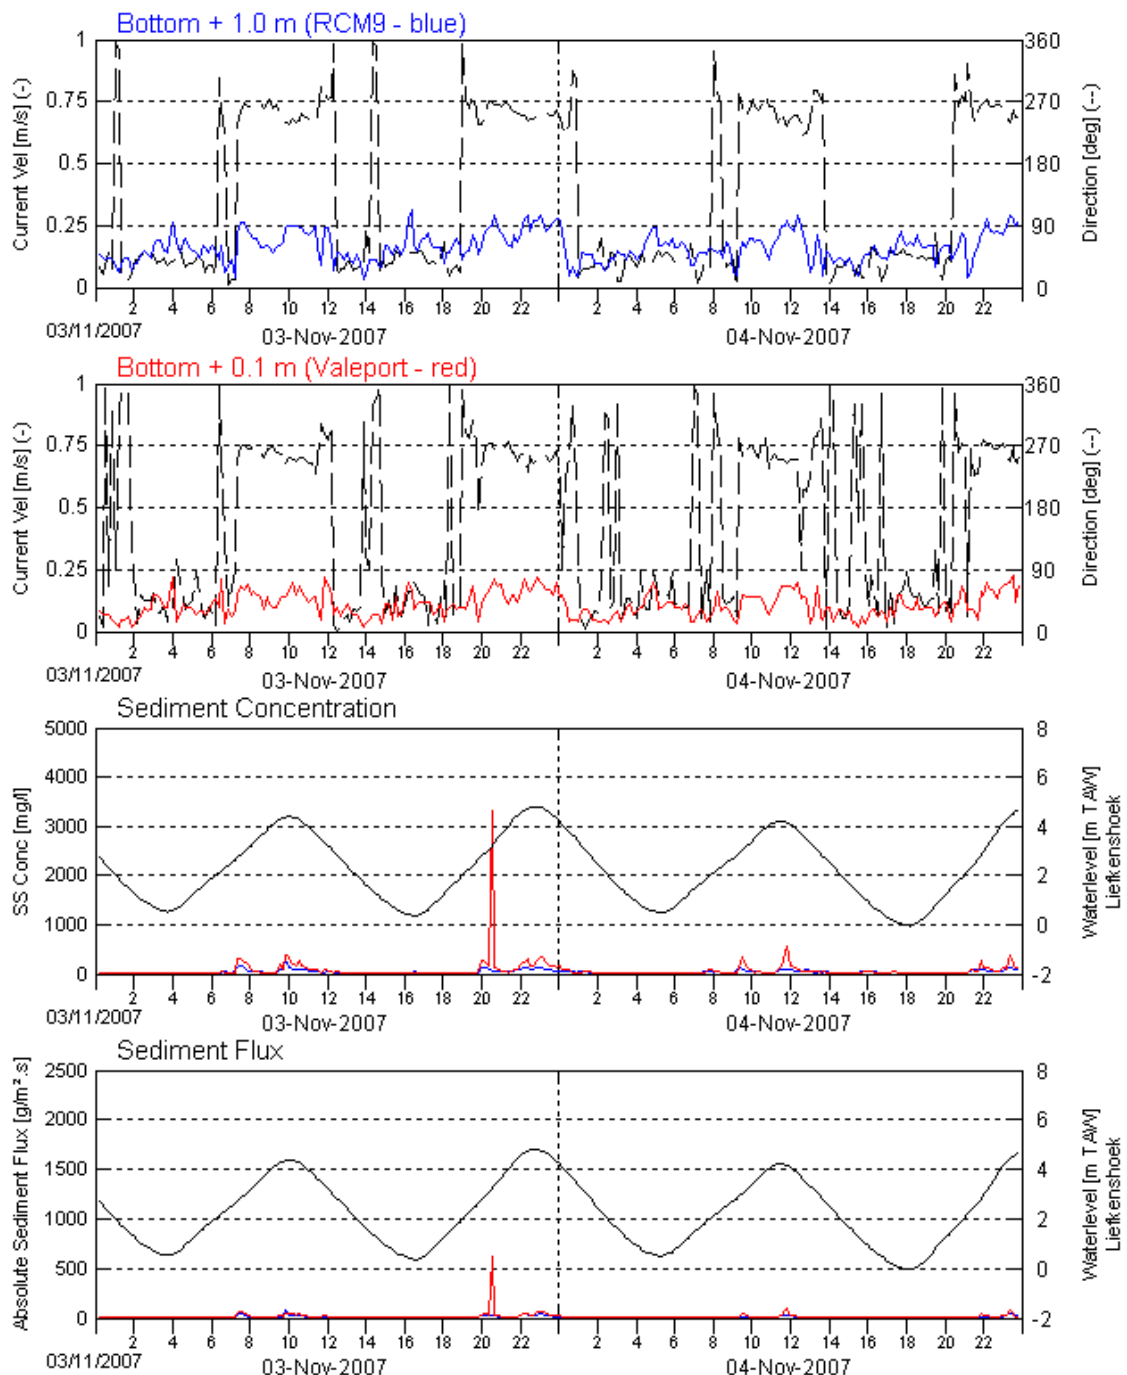 Bottom + 1.0 m (RCM9 - blue)
Current Vel [m/s] (-)
Direction [deg] (--)
1 0.75 0.5 0.25 0
360 270 180 90 0
2 4 6 8 10 12 14 16 18 20 22 2 4 6 8 10 12 14 16 18 20 22
03/11/2007 03-Nov-2007 04-Nov-2007
Bottom + 0.1 m (Valeport - red)
Current Vel [m/s] (-)
Direction [deg] (--)
1 0.75 0.5 0.25 0
360 270 180 90 0
2 4 6 8 10 12 14 16 18 20 22 2 4 6 8 10 12 14 16 18 20 22
03/11/2007 03-Nov-2007 04-Nov-2007
Sediment Concentration
SS Conc [mg/l]
Waterlevel [m TAW]
Liefkenshoek
5000 4000 3000 2000 1000 0
8 6 4 2 0 -2
2 4 6 8 10 12 14 16 18 20 22 2 4 6 8 10 12 14 16 18 20 22
03/11/2007 03-Nov-2007 04-Nov-2007
Sediment Flux
Absolute Sediment Flux [g/m².s]
Waterlevel [m TAW]
Liefkenshoek
2500 2000 1500 1000 500 0
8 6 4 2 0 -2
2 4 6 8 10 12 14 16 18 20 22 2 4 6 8 10 12 14 16 18 20 22
03/11/2007 03-Nov-2007 04-Nov-2007